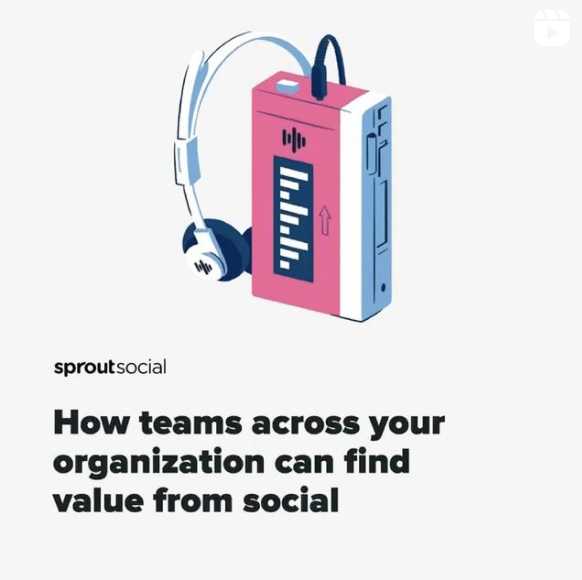 sproutsocial
How teams across your
organization can find
value from social